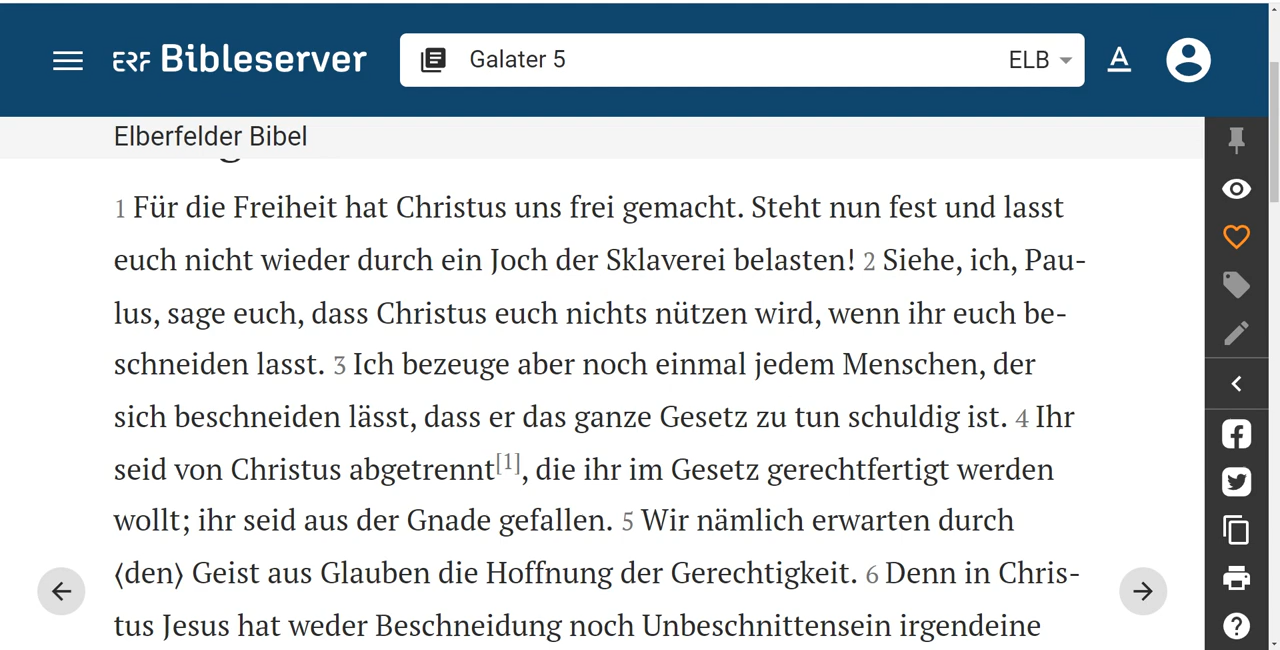 ERF Bibleserver
Galater 5
ELB
A
Elberfelder Bibel
1 Für die Freiheit hat Christus uns frei gemacht. Steht nun fest und lasst
euch nicht wieder durch ein Joch der Sklaverei belasten! 2 Siehe, ich, Pau-
lus, sage euch, dass Christus euch nichts nützen wird, wenn ihr euch be-
schneiden lasst. 3 Ich bezeuge aber noch einmal jedem Menschen, der
sich beschneiden lässt, dass er das ganze Gesetz zu tun schuldig ist. 4 Ihr
seid von Christus abgetrennt[1], die ihr im Gesetz gerechtfertigt werden
wollt; ihr seid aus der Gnade gefallen. 5 Wir nämlich erwarten durch
⟨den⟩ Geist aus Glauben die Hoffnung der Gerechtigkeit. 6 Denn in Chris-
tus Jesus hat weder Beschneidung noch Unbeschnittensein irgendeine